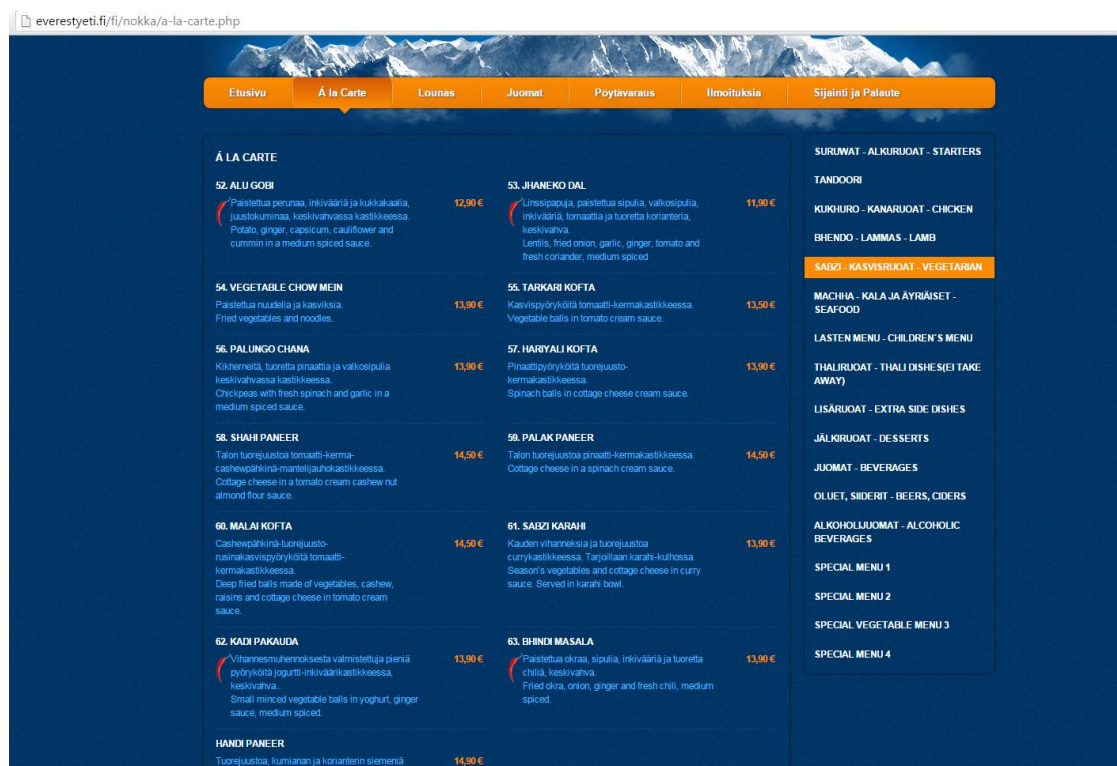 everestyeti.fi/fi/nokka/a-la-carte.php
Etusivu
Á la Carte
Lounas
Juomat
Pöytävaraus
Ilmoituksia
Sijainti ja Palaute
Á LA CARTE
52. ALU GOBI
Paistettua perunaa, inkivääriä ja kukkakaalia,
juustokuminaa, keskivahvassa kastikkeessa.
Potato, ginger, capsicum, cauliflower and
cummin in a medium spiced sauce.
12,90 €
53. JHANEKO DAL
Linssipapuja, paistettua sipulia, valkosipulia,
inkivääriä, tomaattia ja tuoretta korianteria,
keskivahva.
Lentils, fried onion, garlic, ginger, tomato and
fresh coriander, medium spiced
11,90 €
54. VEGETABLE CHOW MEIN
Paistettua nuudelia ja kasviksia.
Fried vegetables and noodles.
13,90 €
55. TARKARI KOFTA
Kasvispyöryköitä tomaatti-kermakastikkeessa.
Vegetable balls in tomato cream sauce.
13,50 €
56. PALUNGO CHANA
Kikherneitä, tuoretta pinaattia ja valkosipulia
keskivahvassa kastikkeessa.
Chickpeas with fresh spinach and garlic in a
medium spiced sauce.
13,90 €
57. HARIYALI KOFTA
Pinaattipyöryköitä tuorejuusto-
kermakastikkeessa.
Spinach balls in cottage cheese cream sauce.
13,90 €
58. SHAHI PANEER
Talon tuorejuustoa tomaatti-kerma-
cashewpähkinä-mantelijauhokastikkeessa.
Cottage cheese in a tomato cream cashew nut
almond flour sauce.
14,50 €
59. PALAK PANEER
Talon tuorejuustoa pinaatti-kermakastikkeessa.
Cottage cheese in a spinach cream sauce.
14,50 €
60. MALAI KOFTA
Cashewpähkinä-tuorejuusto-
rusinakasvispyöryköitä tomaatti-
kermakastikkeessa.
Deep fried balls made of vegetables, cashew,
raisins and cottage cheese in tomato cream
sauce.
14,50 €
61. SABZI KARAHI
Kauden vihanneksia ja tuorejuustoa
currykastikkeessa. Tarjoillaan karahi-kulhossa.
Season's vegetables and cottage cheese in curry
sauce. Served in karahi bowl.
13,90 €
62. KADI PAKAUDA
Vihannesmuhennoksesta valmistettuja pieniä
pyöryköitä jogurtti-inkiväärikastikkeessa,
keskivahva..
Small minced vegetable balls in yoghurt, ginger
sauce, medium spiced.
13,90 €
63. BHINDI MASALA
Paistettua okraa, sipulia, inkivääriä ja tuoretta
chiliä, keskivahva.
Fried okra, onion, ginger and fresh chili, medium
spiced.
13,90 €
HANDI PANEER
Tuorejuustoa, kumianan ja korianterin siemeniä
14,90 €
SURUWAT - ALKURUOAT - STARTERS
TANDOORI
KUKHURO - KANARUOAT - CHICKEN
BHENDO - LAMMAS - LAMB
SABZI - KASVISRUOAT - VEGETARIAN
MACHHA - KALA JA ÄYRIÄISET -
SEAFOOD
LASTEN MENU - CHILDREN´S MENU
THALIRUOAT - THALI DISHES(EI TAKE
AWAY)
LISÄRUOAT - EXTRA SIDE DISHES
JÄLKIRUOAT - DESSERTS
JUOMAT - BEVERAGES
OLUET, SIIDERIT - BEERS, CIDERS
ALKOHOLIJUOMAT - ALCOHOLIC
BEVERAGES
SPECIAL MENU 1
SPECIAL MENU 2
SPECIAL VEGETABLE MENU 3
SPECIAL MENU 4